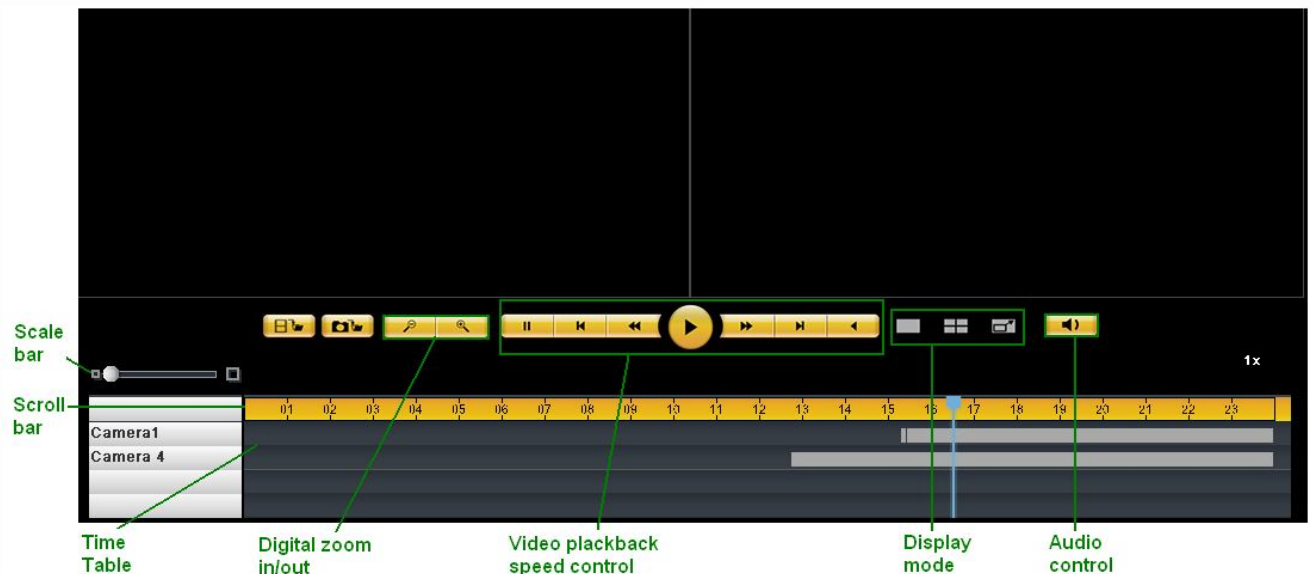 Scale
bar
1x
Scroll
bar
01 02 03 04 05 06 07 08 09 10 11 12 13 14 15 16 17 18 19 20 21 22 23
Camera1
Camera 4
Time
Table
Digital zoom
in/out
Video plackback
speed control
Display
mode
Audio
control